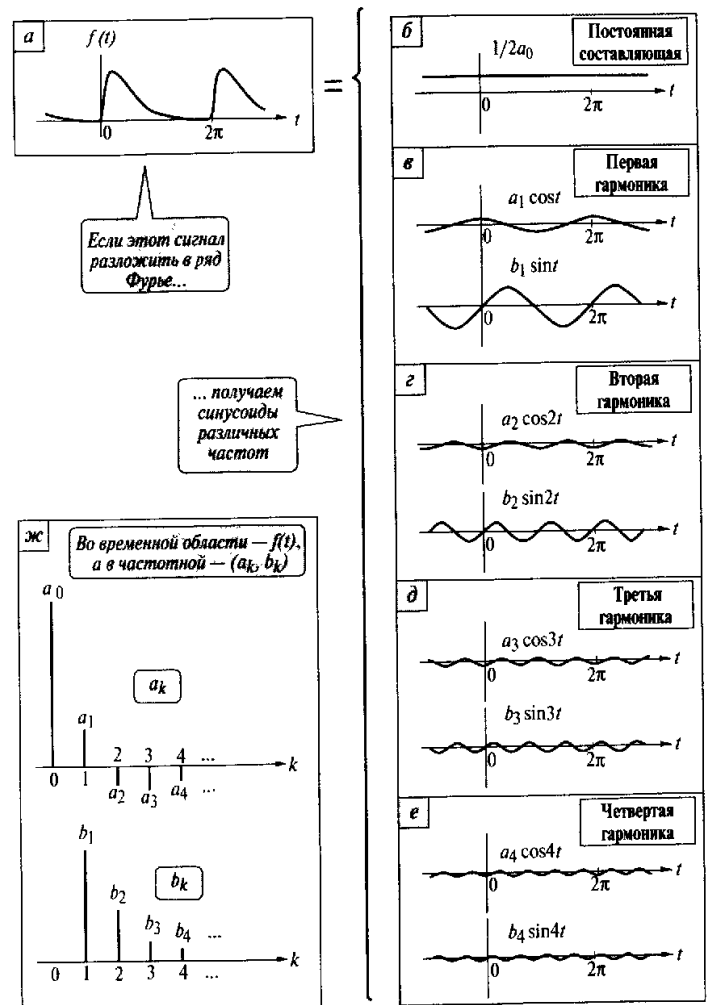 а
f (t)
t
0
2π
=
Если этот сигнал
разложить в ряд
Фурье...
... получаем
синусоиды
различных
частот
ж
Во временной области — f(t),
а в частотной — (ak, bk)
a0
ak
a1
2 3 4 ...
k
0 1 a2 a3 a4 ...
b1
bk
b2
b3 b4 ...
k
0 1 2 3 4 ...
б
Постоянная
составляющая
1/2a0
t
0
2π
в
Первая
гармоника
a1 cost
t
0
2π
b1 sint
t
0
2π
г
Вторая
гармоника
a2 cos2t
t
0
2π
b2 sin2t
t
0
2π
д
Третья
гармоника
a3 cos3t
t
0
2π
b3 sin3t
t
0
2π
е
Четвертая
гармоника
a4 cos4t
t
0
2π
b4 sin4t
t
0
2π